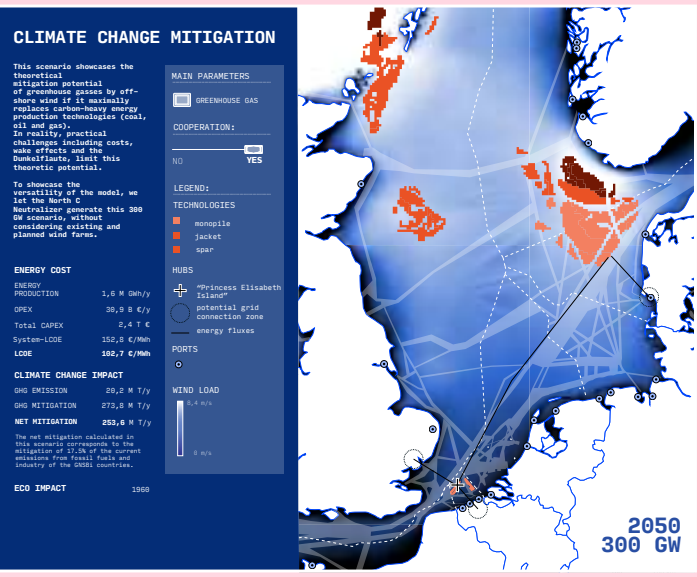 CLIMATE CHANGE MITIGATION
This scenario showcases the
theoretical
mitigation potential
of greenhouse gasses by off-
shore wind if it maximally
replaces carbon-heavy energy
production technologies (coal,
oil and gas).
In reality, practical
challenges including costs,
wake effects and the
Dunkelflaute, limit this
theoretic potential.
To showcase the
versatility of the model, we
let the North C
Neutralizer generate this 300
GW scenario, without
considering existing and
planned wind farms.
ENERGY COST
ENERGY
PRODUCTION 1,6 M GWh/y
OPEX 30,9 B €/y
Total CAPEX 2,4 T €
System-LCOE 152,8 €/MWh
LCOE 102,7 €/MWh
CLIMATE CHANGE IMPACT
GHG EMISSION 20,2 M T/y
GHG MITIGATION 273,8 M T/y
NET MITIGATION 253,6 M T/y
The net mitigation calculated in
this scenario corresponds to the
mitigation of 17.5% of the current
emissions from fossil fuels and
industry of the GNSBi countries.
ECO IMPACT 1960
MAIN PARAMETERS
GREENHOUSE GAS
COOPERATION:
NO YES
LEGEND:
TECHNOLOGIES
monopile
jacket
spar
HUBS
"Princess Elisabeth
Island"
potential grid
connection zone
energy fluxes
PORTS
WIND LOAD
8,4 m/s
0 m/s
2050
300 GW